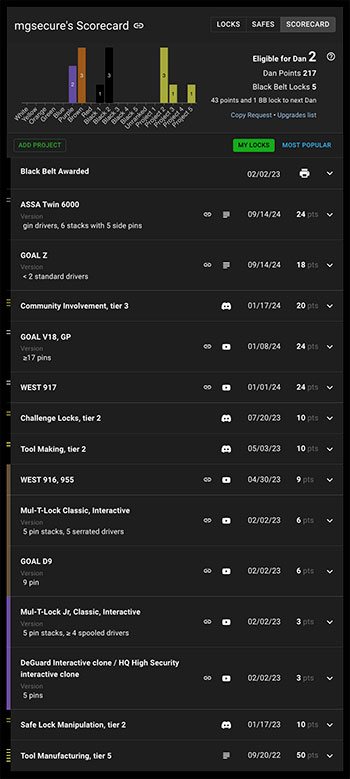 mgsecure's Scorecard
LOCKS SAFES SCORECARD
2 3 1 3 3 1 1
White Yellow Orange Green Blue Purple Brown Red Black 1 Black 2 Black 3 Black 4 Black 5 Unranked Project 1 Project 2 Project 3 Project 4 Project 5
Eligible for Dan 2
Dan Points 217
Black Belt Locks 5
43 points and 1 BB lock to next Dan
Copy Request • Upgrades list
ADD PROJECT MY LOCKS MOST POPULAR
Black Belt Awarded 02/02/23
ASSA Twin 6000
Version
gin drivers, 6 stacks with 5 side pins
09/14/24 24 pts
GOAL Z
Version
< 2 standard drivers
09/14/24 18 pts
Community Involvement, tier 3 01/17/24 20 pts
GOAL V18, GP
Version
≥17 pins
01/08/24 24 pts
WEST 917 01/01/24 24 pts
Challenge Locks, tier 2 07/20/23 10 pts
Tool Making, tier 2 05/03/23 10 pts
WEST 916, 955 04/30/23 9 pts
Mul-T-Lock Classic, Interactive
Version
5 pin stacks, 5 serrated drivers
02/02/23 6 pts
GOAL D9
Version
9 pin
02/02/23 6 pts
Mul-T-Lock Jr, Classic, Interactive
Version
5 pin stacks, ≥ 4 spooled drivers
02/02/23 3 pts
DeGuard Interactive clone / HQ High Security
interactive clone
Version
5 pins
02/02/23 3 pts
Safe Lock Manipulation, tier 2 01/17/23 10 pts
Tool Manufacturing, tier 5 09/20/22 50 pts